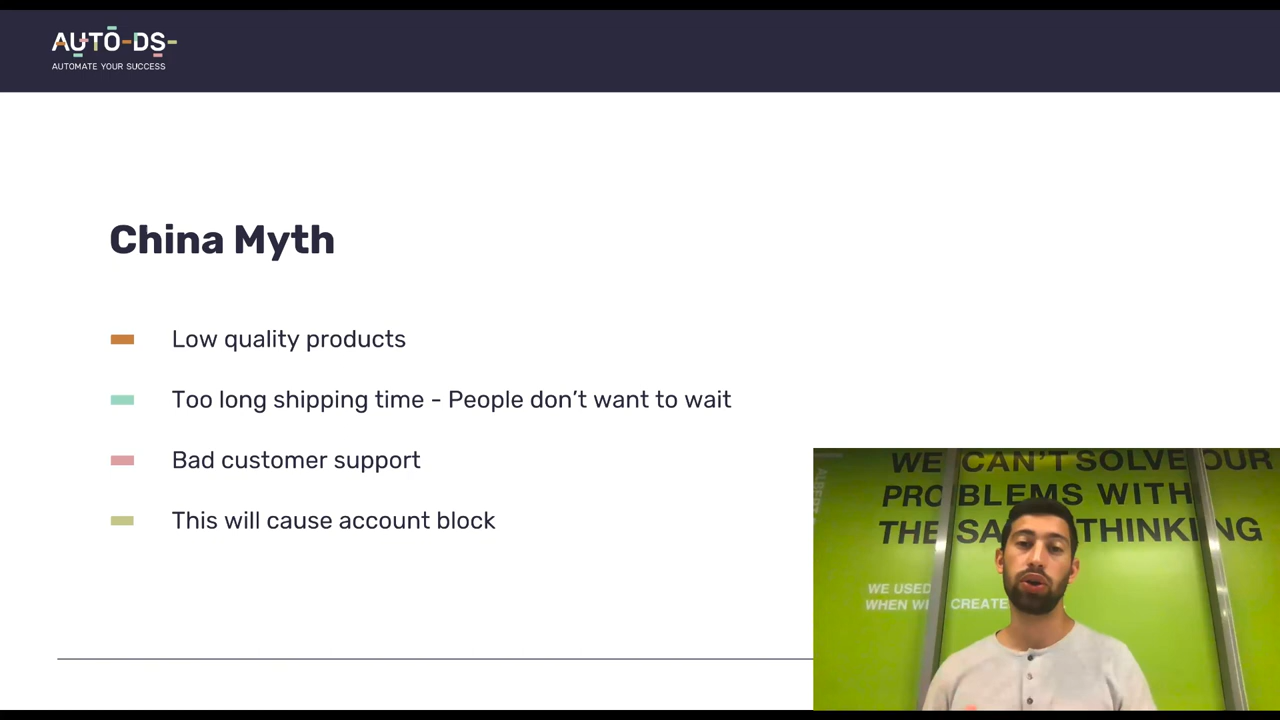 AUTO-DS-
AUTOMATE YOUR SUCCESS
China Myth
Low quality products
Too long shipping time - People don't want to wait
Bad customer support
This will cause account block
WE CAN'T SOLVE OUR
PROBLEMS WITH
THE SA THINKING
WE USED
WHEN WE CREATE
ALBERT